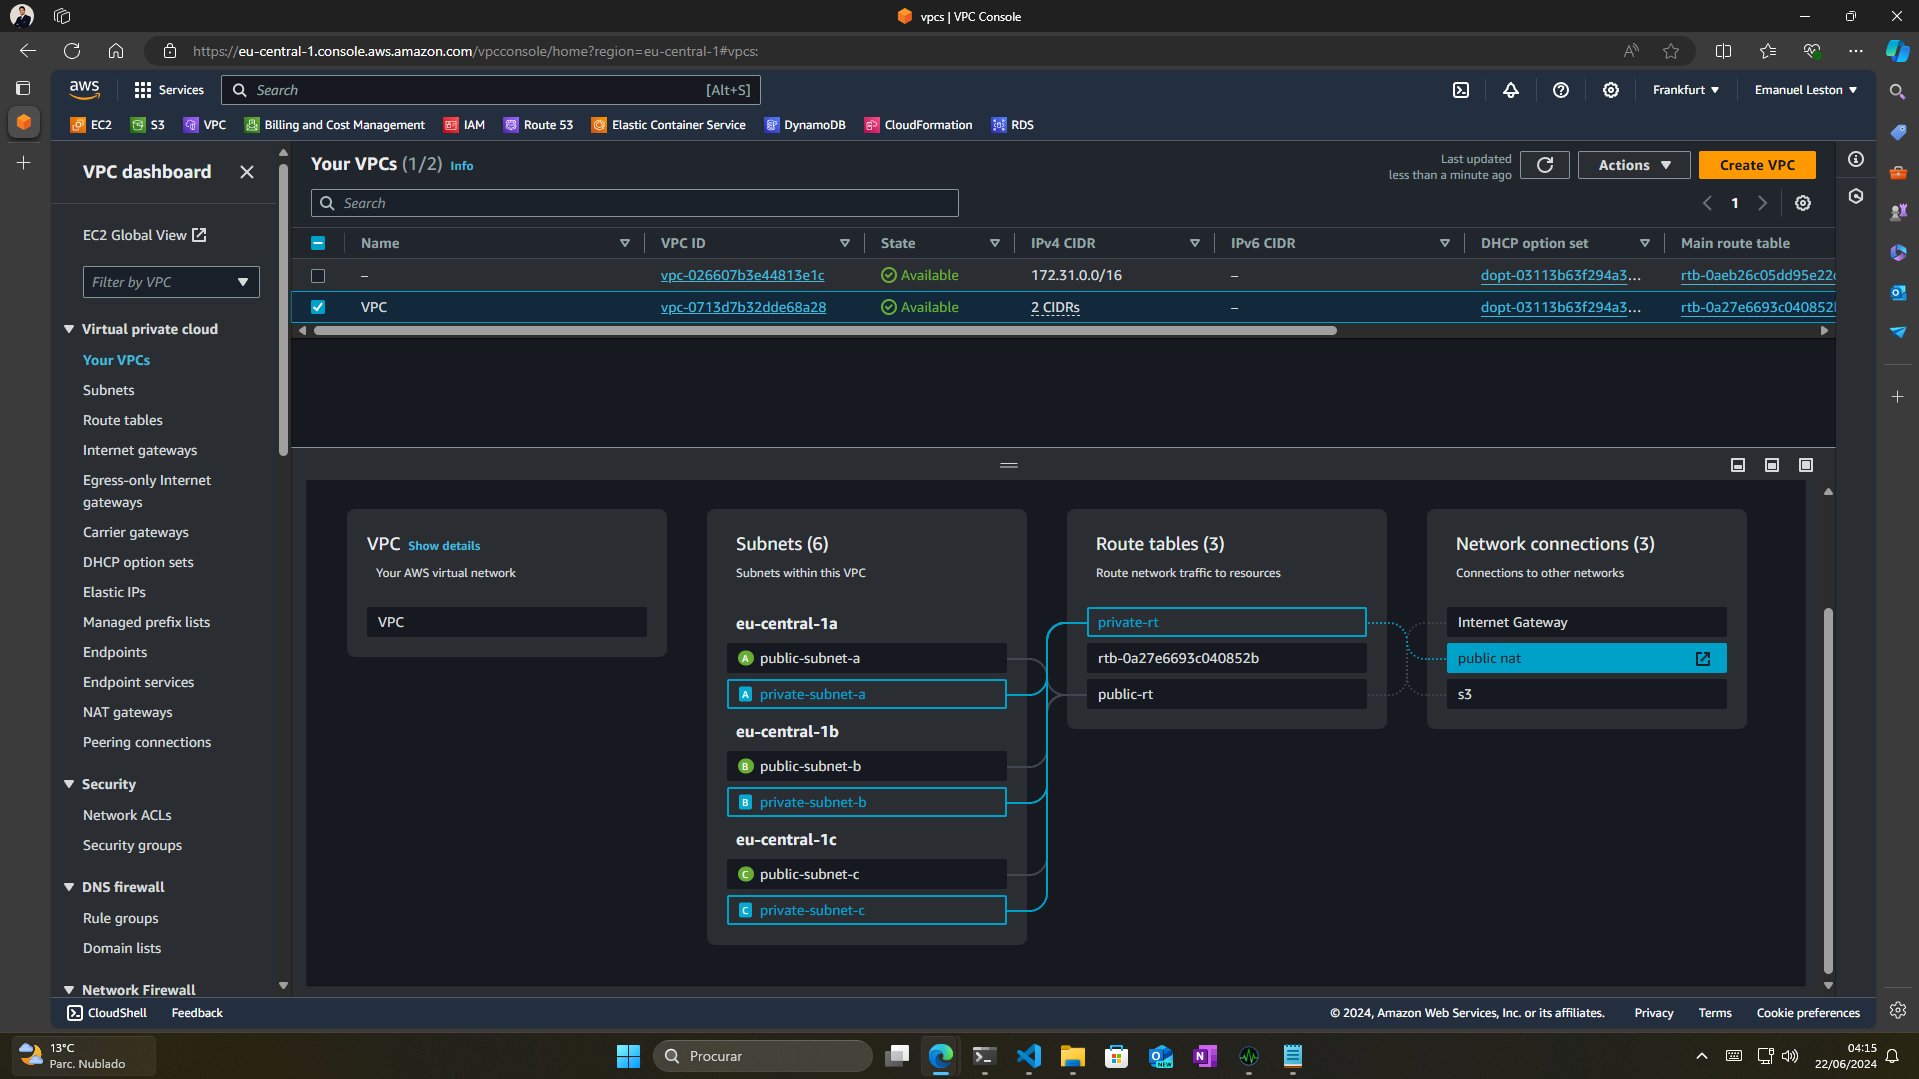 vpcs | VPC Console
https://eu-central-1.console.aws.amazon.com/vpcconsole/home?region=eu-central-1#vpcs:
aws
Services
Search
[Alt+S]
Frankfurt
Emanuel Leston
EC2
S3
VPC
Billing and Cost Management
IAM
Route 53
Elastic Container Service
DynamoDB
CloudFormation
RDS
VPC dashboard
EC2 Global View
Filter by VPC
Virtual private cloud
Your VPCs
Subnets
Route tables
Internet gateways
Egress-only Internet
gateways
Carrier gateways
DHCP option sets
Elastic IPs
Managed prefix lists
Endpoints
Endpoint services
NAT gateways
Peering connections
Security
Network ACLs
Security groups
DNS firewall
Rule groups
Domain lists
Network Firewall
Your VPCs (1/2) Info
Last updated
less than a minute ago
Actions
Create VPC
Search
1
Name
VPC ID
State
IPv4 CIDR
IPv6 CIDR
DHCP option set
Main route table
– vpc-026607b3e44813e1c Available 172.31.0.0/16 – dopt-03113b63f294a3... rtb-0aeb26c05dd95e22c
VPC vpc-0713d7b32dde68a28 Available 2 CIDRs – dopt-03113b63f294a3... rtb-0a27e6693c040852b
VPC Show details
Your AWS virtual network
VPC
Subnets (6)
Subnets within this VPC
eu-central-1a
A public-subnet-a
A private-subnet-a
eu-central-1b
B public-subnet-b
B private-subnet-b
eu-central-1c
C public-subnet-c
C private-subnet-c
Route tables (3)
Route network traffic to resources
private-rt
rtb-0a27e6693c040852b
public-rt
Network connections (3)
Connections to other networks
Internet Gateway
public nat
s3
CloudShell
Feedback
© 2024, Amazon Web Services, Inc. or its affiliates.
Privacy
Terms
Cookie preferences
13°C
Parc. Nublado
Procurar
NEW
04:15
22/06/2024